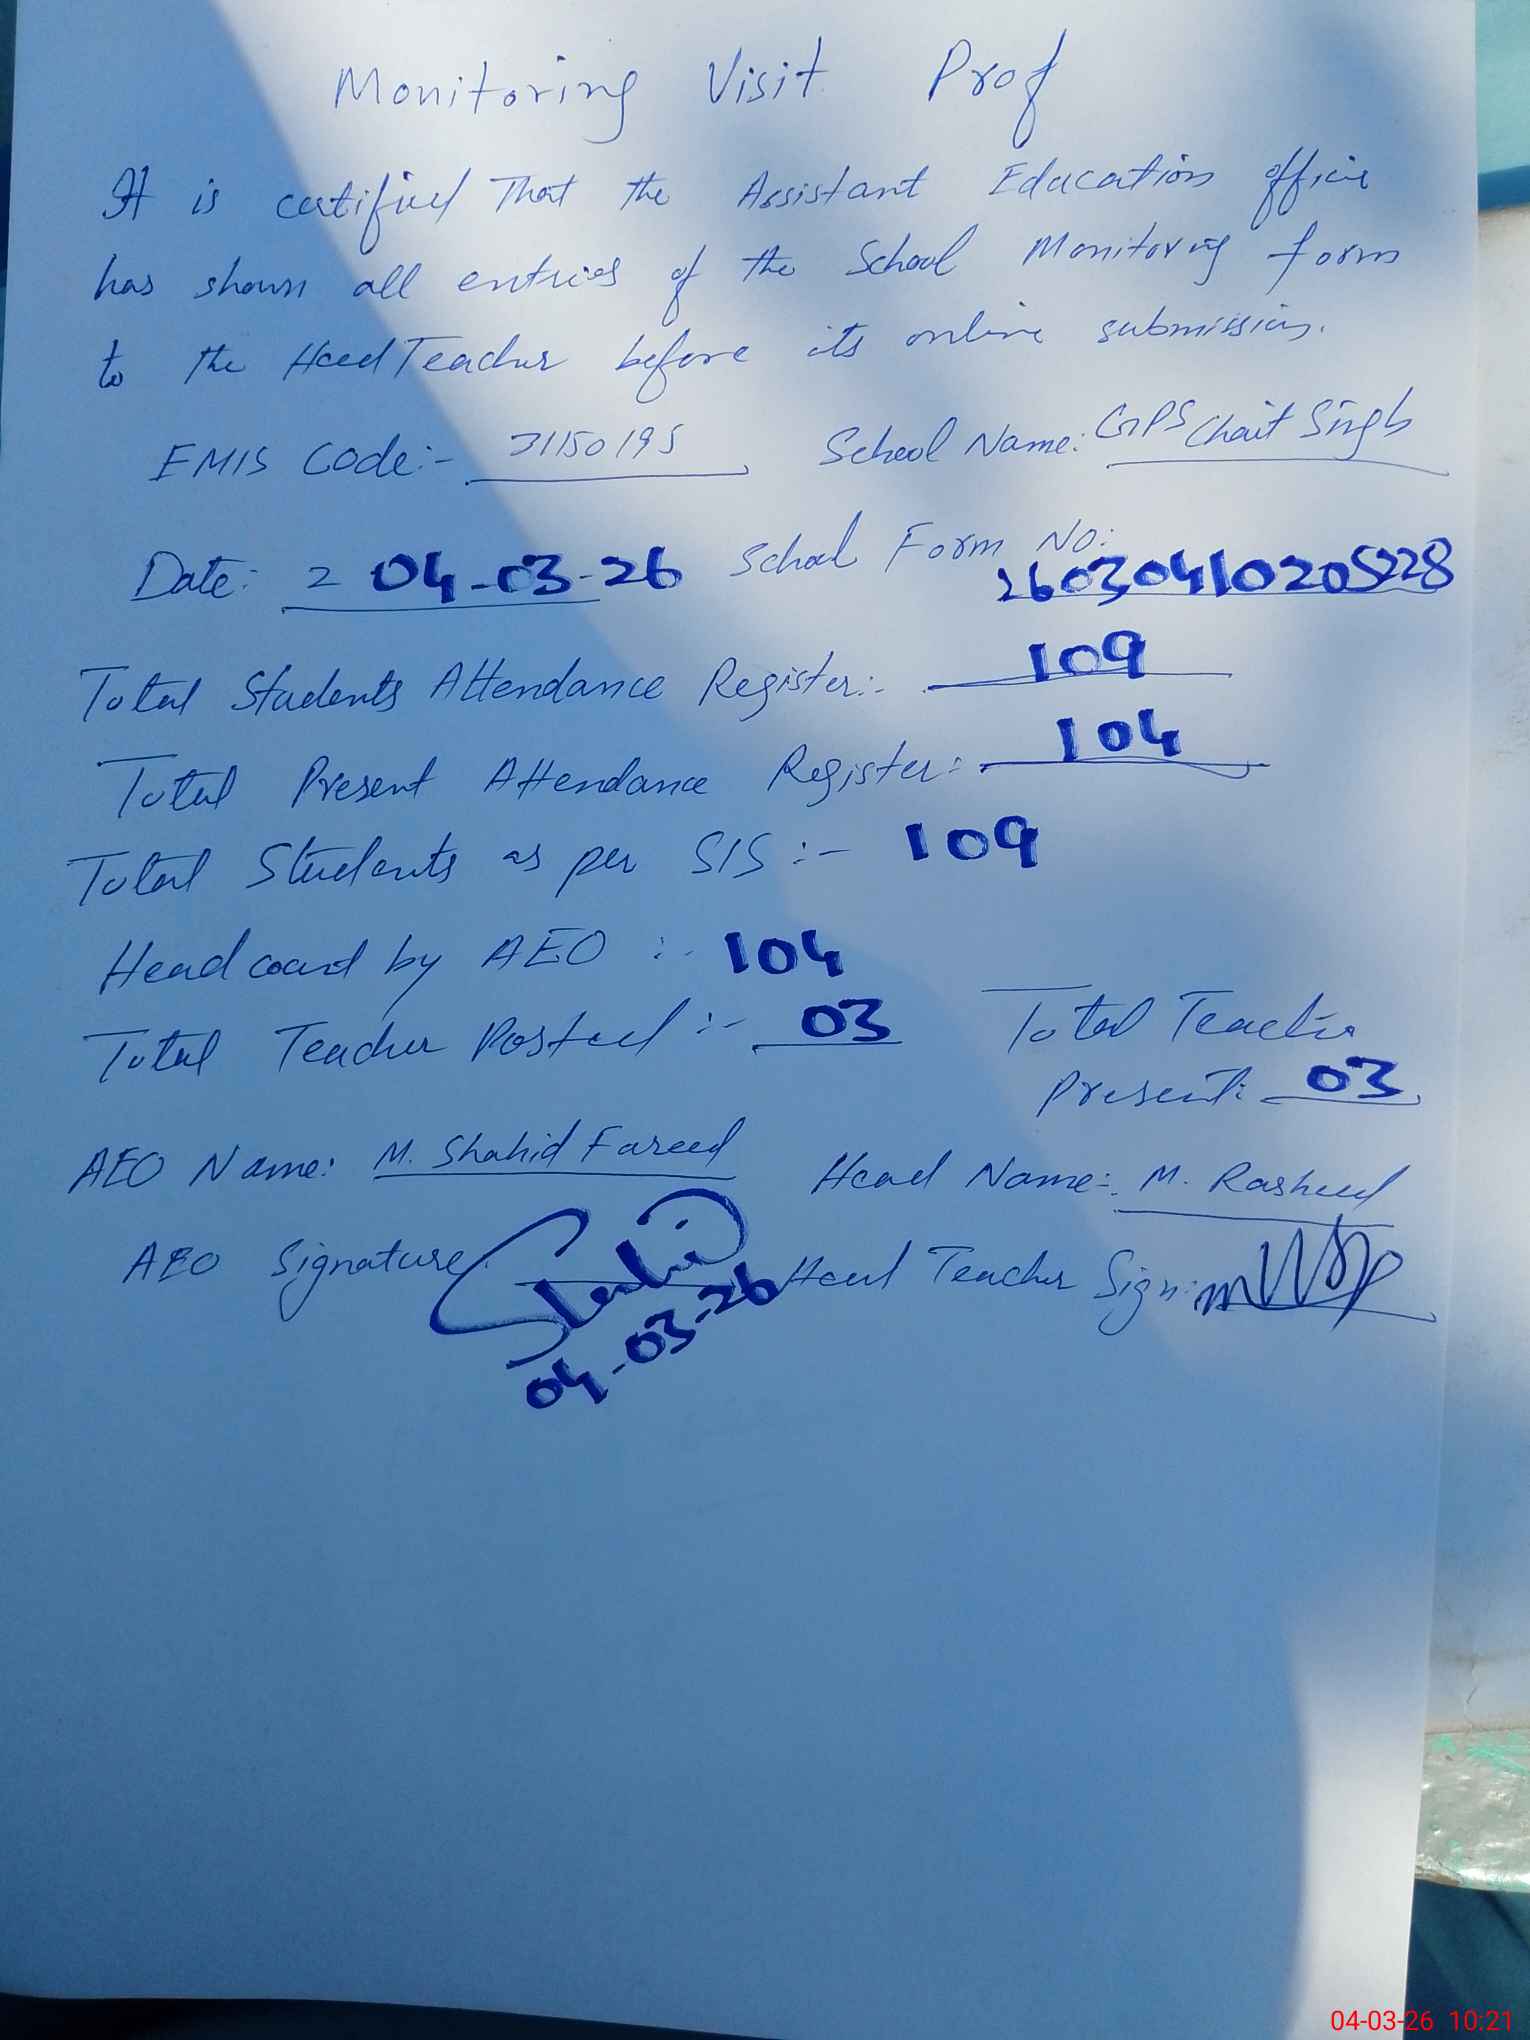 Monitoring Visit Prof
It is certified That the Assistant Education officer
has shown all entries of the School Monitoring form
to the Head Teacher before its online submission.
EMIS Code:- 31150195 School Name: GPS Chait Singh
Date: 04-03-26 School Form No:
26030410205228
Total Students Attendance Register:- 109
Total Present Attendance Register:- 104
Total Students as per SIS :- 109
Head count by AEO :- 104
Total Teacher Posted :- 03 Total Teacher
Present: 03
AEO Name: M. Shahid Fareed Head Name:- M. Rasheed
AEO Signature Head Teacher Sign:
04-03-26
04-03-26 10:21